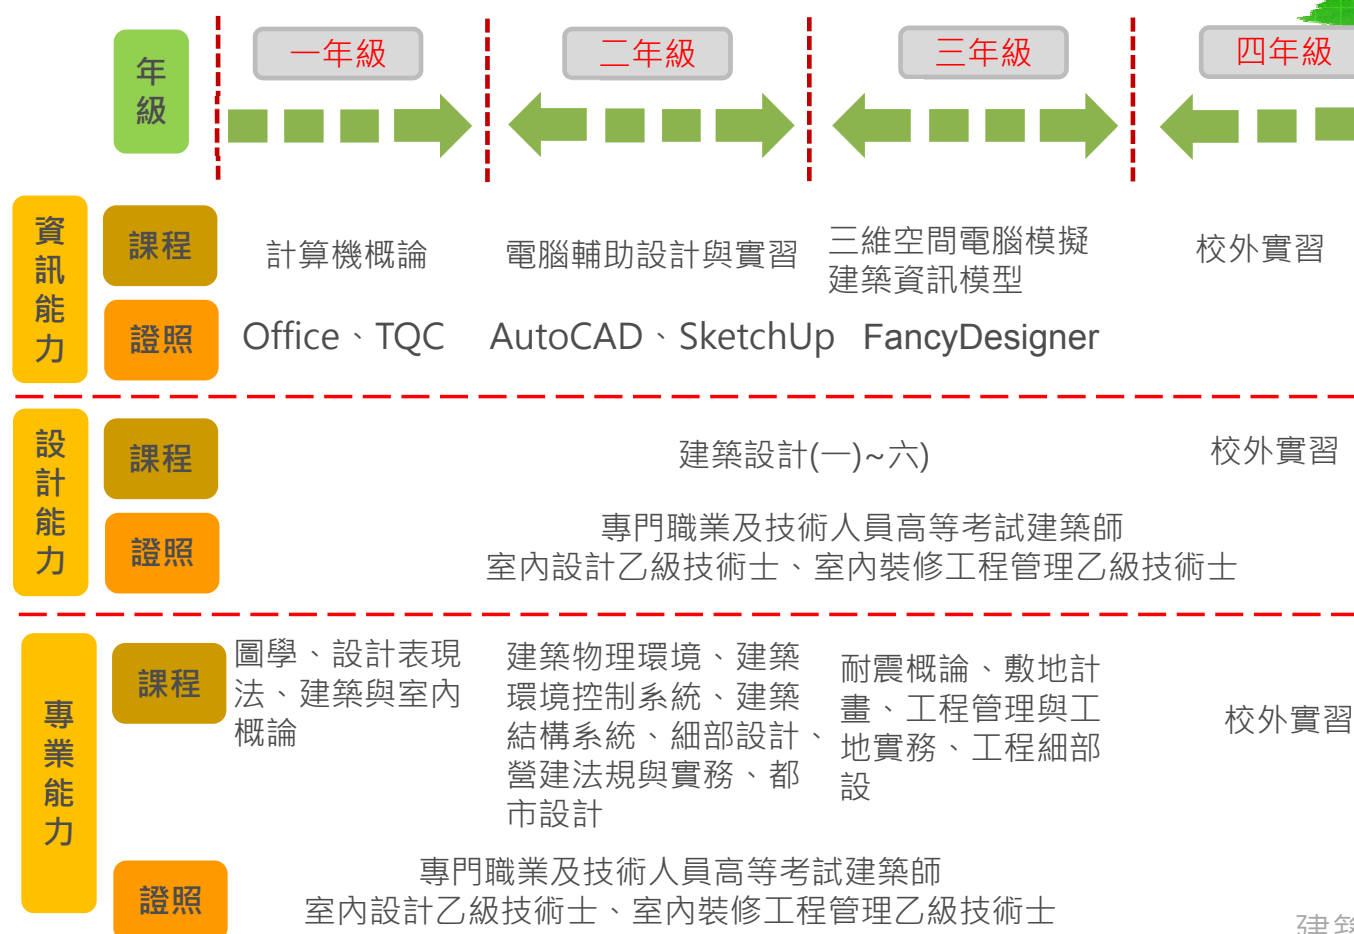 年級
一年級
二年級
三年級
四年級
資訊能力
課程
計算機概論
電腦輔助設計與實習
三維空間電腦模擬
建築資訊模型
校外實習
證照
Office、TQC
AutoCAD、SketchUp
FancyDesigner
設計能力
課程
建築設計(一)~六)
校外實習
證照
專門職業及技術人員高等考試建築師
室內設計乙級技術士、室內裝修工程管理乙級技術士
專業能力
課程
圖學、設計表現
法、建築與室內
概論
建築物理環境、建築
環境控制系統、建築
結構系統、細部設計、
營建法規與實務、都
市設計
耐震概論、敷地計
畫、工程管理與工
地實務、工程細部
設
校外實習
證照
專門職業及技術人員高等考試建築師
室內設計乙級技術士、室內裝修工程管理乙級技術士